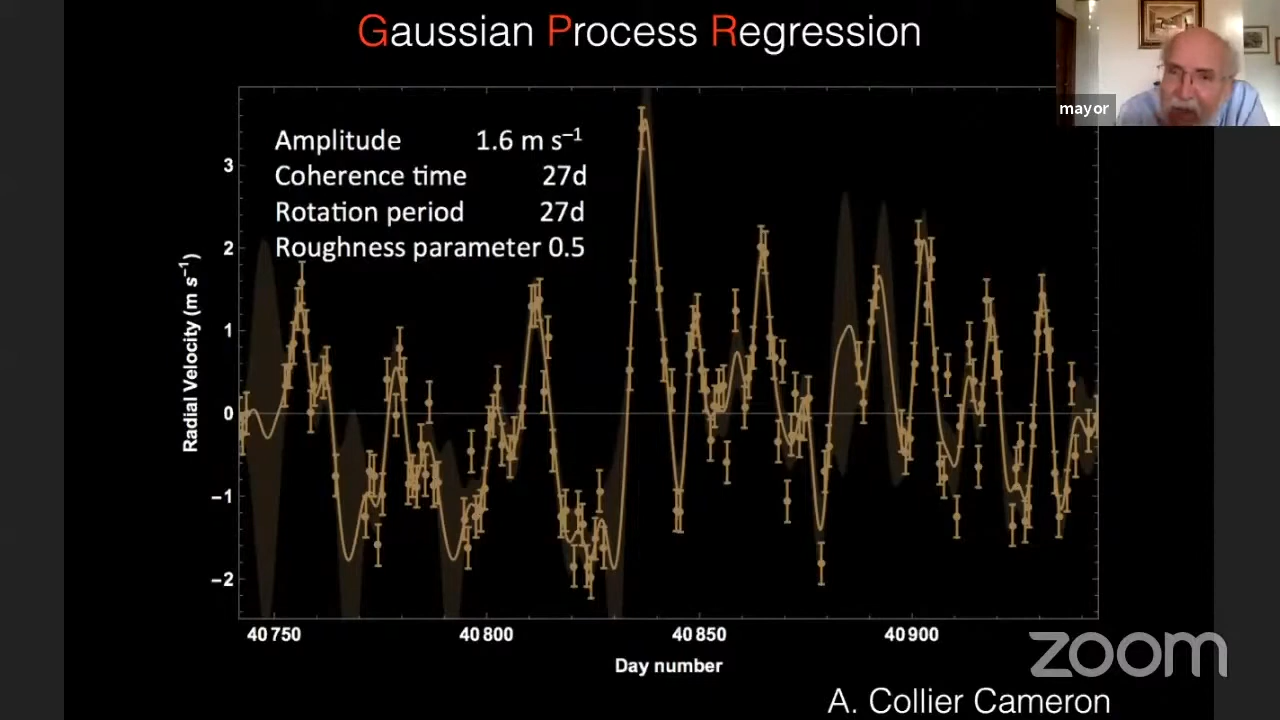 Gaussian Process Regression
mayor
Amplitude 1.6 m s⁻¹
Coherence time 27d
Rotation period 27d
Roughness parameter 0.5
Radial Velocity (m s⁻¹)
3
2
1
0
−1
−2
40 750 40 800 40 850 40 900
Day number
zoom
A. Collier Cameron